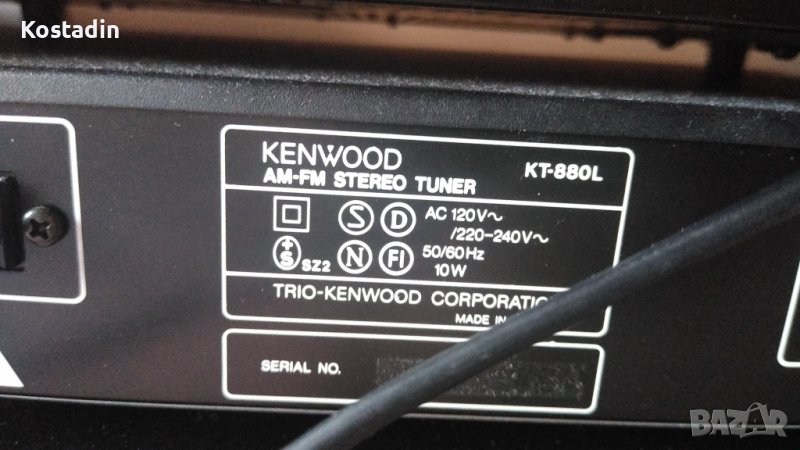 Kostadin
KENWOOD KT-880L
AM-FM STEREO TUNER
S D AC 120V~
/220-240V~
+S SZ2 N FI 50/60Hz
10W
TRIO-KENWOOD
MADE IN
SERIAL NO.
BAZAR